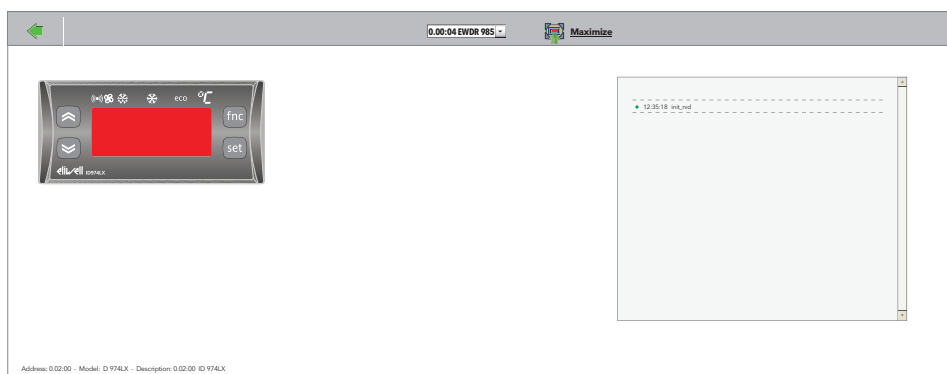 0.00:04 EWDR 985
Maximize
eco °C
fnc
set
eliwell ID974LX
12:35:18 init_rvd
Address: 0.02:00 - Model: D 974LX - Description: 0.02:00 ID 974LX